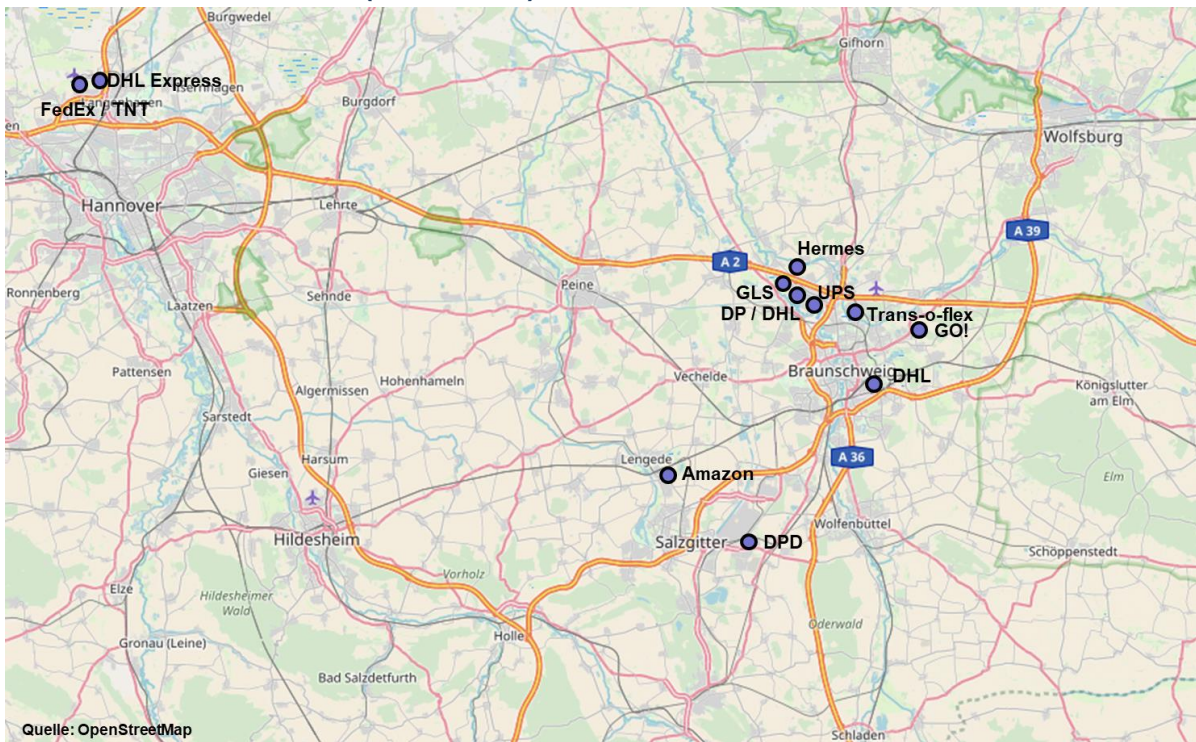 Burgwedel
Gifhorn
DHL Express
Isernhagen
Langenhagen
FedEx / TNT
Burgdorf
en
Wolfsburg
Hannover
Lehrte
A 39
Hermes
A 2
Peine
GLS
UPS
Ronnenberg
Sehnde
Laatzen
DP / DHL
Trans-o-flex
GO!
Pattensen
Hohenhameln
Vechelde
Braunschweig
DHL
Algermissen
Königslutter
am Elm
Sarstedt
Harsum
Lengede
A 36
Giesen
Amazon
Elm
Hildesheim
Salzgitter
DPD
Wolfenbüttel
Schöppenstedt
Vorholz
Elze
Hildesheimer
Wald
Oderwald
Holle
Gronau (Leine)
Bad Salzdetfurth
Quelle: OpenStreetMap
Schladen